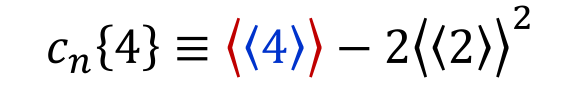 cₙ{4} ≡ ⟨⟨4⟩⟩ − 2⟨⟨2⟩⟩²